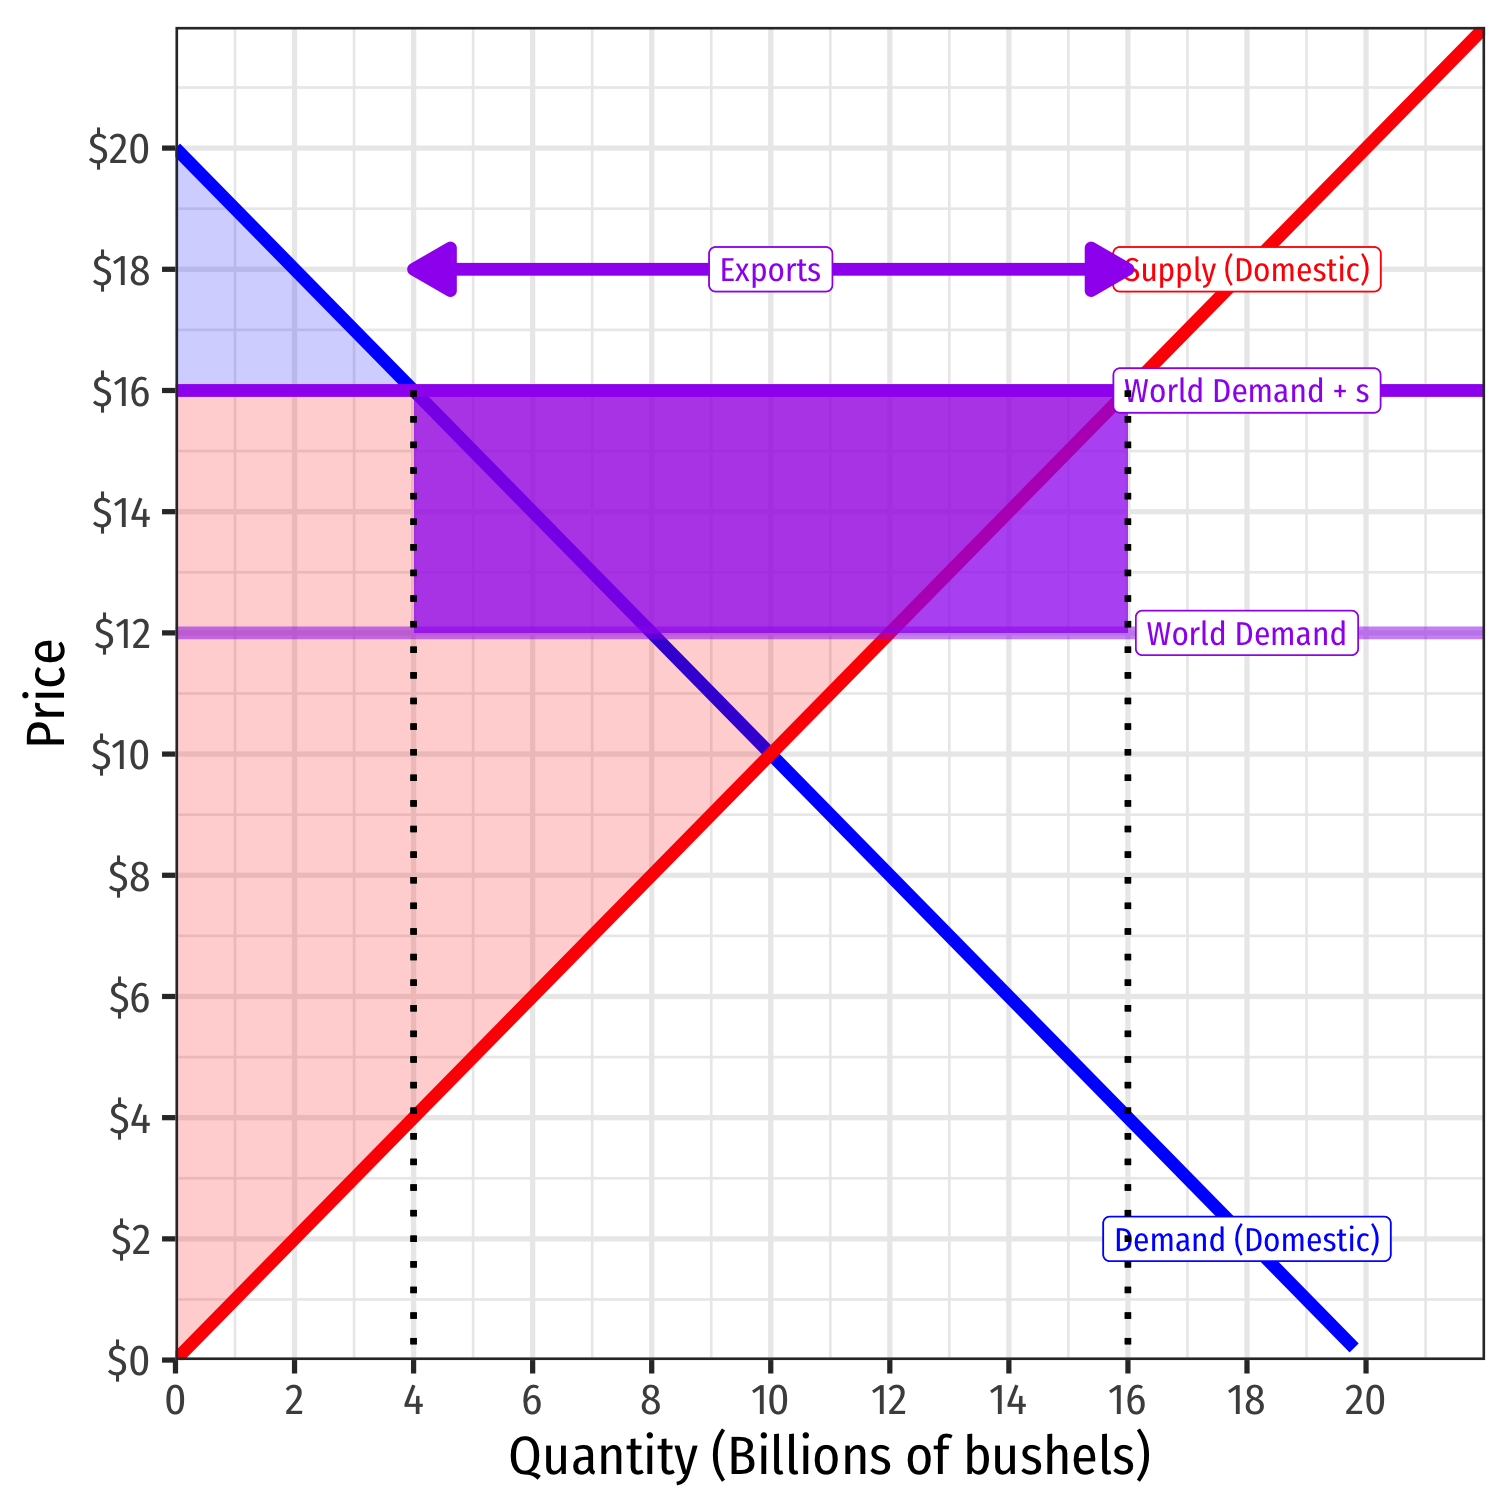 $20
$18
$16
$14
$12
$10
$8
$6
$4
$2
$0
Price
Exports
Supply (Domestic)
World Demand + s
World Demand
Demand (Domestic)
0 2 4 6 8 10 12 14 16 18 20
Quantity (Billions of bushels)